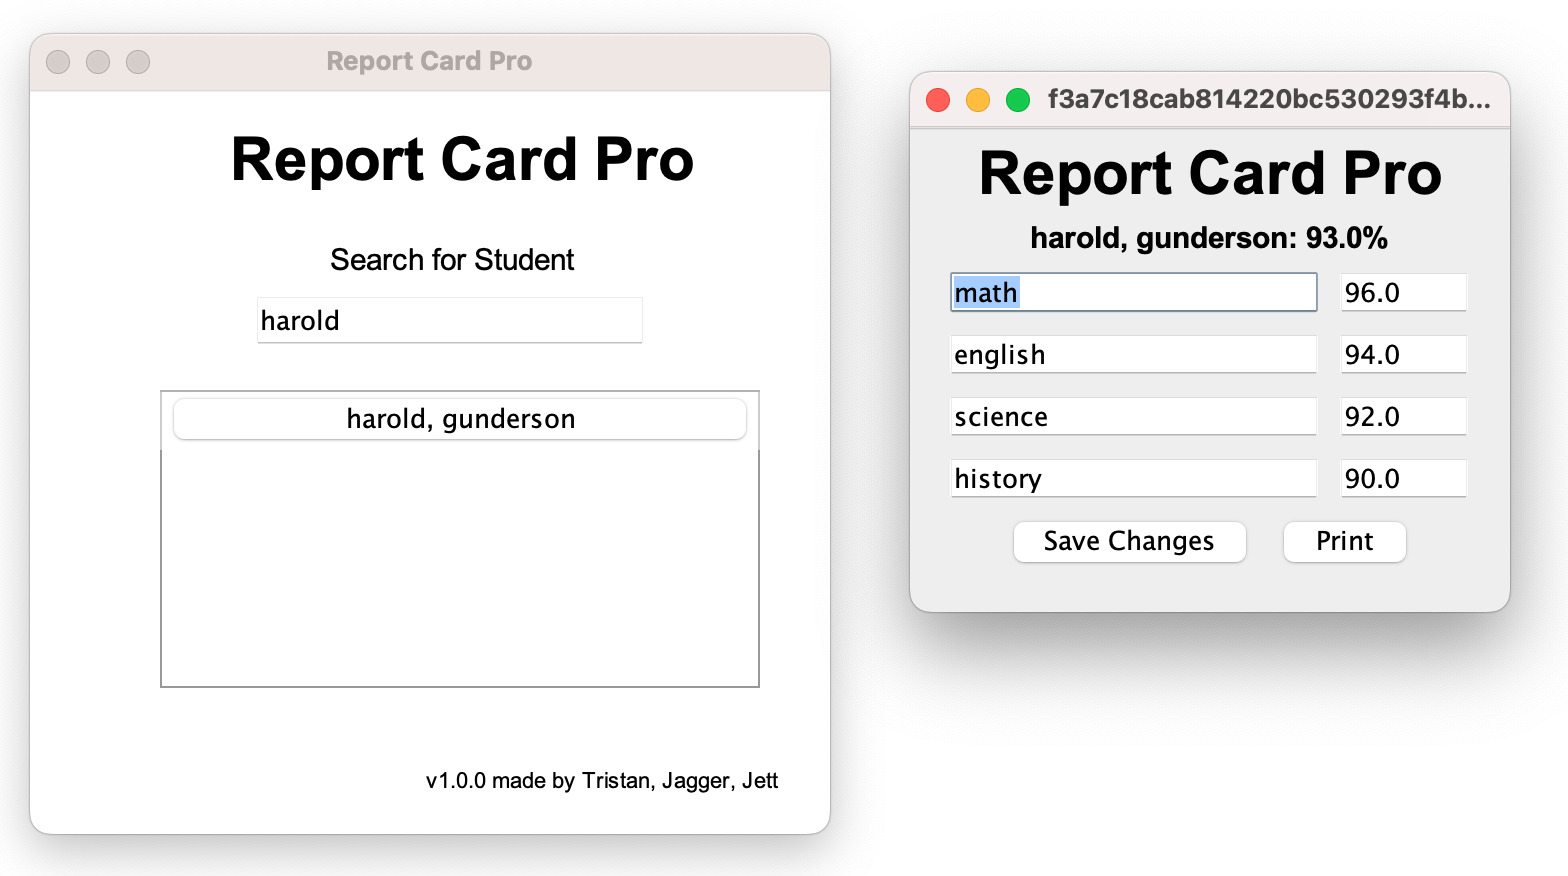 Report Card Pro
Report Card Pro
Search for Student
harold
harold, gunderson
v1.0.0 made by Tristan, Jagger, Jett
f3a7c18cab814220bc530293f4b...
Report Card Pro
harold, gunderson: 93.0%
math 96.0
english 94.0
science 92.0
history 90.0
Save Changes Print